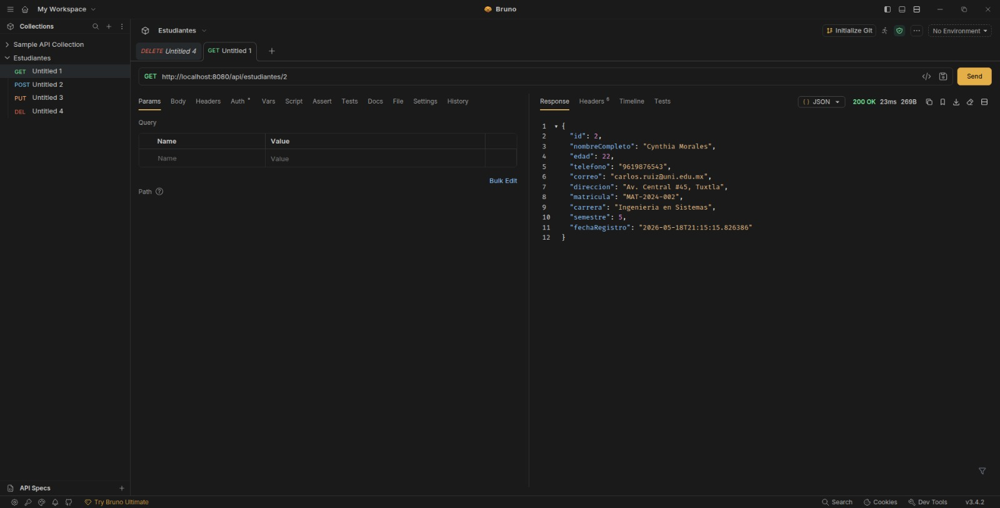 My Workspace
Bruno
Collections
Estudiantes
Initialize Git
No Environment
Sample API Collection
Estudiantes
GET Untitled 1
POST Untitled 2
PUT Untitled 3
DEL Untitled 4
DELETE Untitled 4
GET Untitled 1
GET http://localhost:8080/api/estudiantes/2
Send
Params Body Headers Auth * Vars Script Assert Tests Docs File Settings History
Query
Name Value
Name Value
Bulk Edit
Path ?
Response Headers 6 Timeline Tests
{ } JSON
200 OK 23ms 269B
1 {
2 "id": 2,
3 "nombreCompleto": "Cynthia Morales",
4 "edad": 22,
5 "telefono": "9619876543",
6 "correo": "carlos.ruiz@uni.edu.mx",
7 "direccion": "Av. Central #45, Tuxtla",
8 "matricula": "MAT-2024-002",
9 "carrera": "Ingenieria en Sistemas",
10 "semestre": 5,
11 "fechaRegistro": "2026-05-18T21:15:15.826386"
12 }
API Specs
Try Bruno Ultimate
Search
Cookies
Dev Tools
v3.4.2